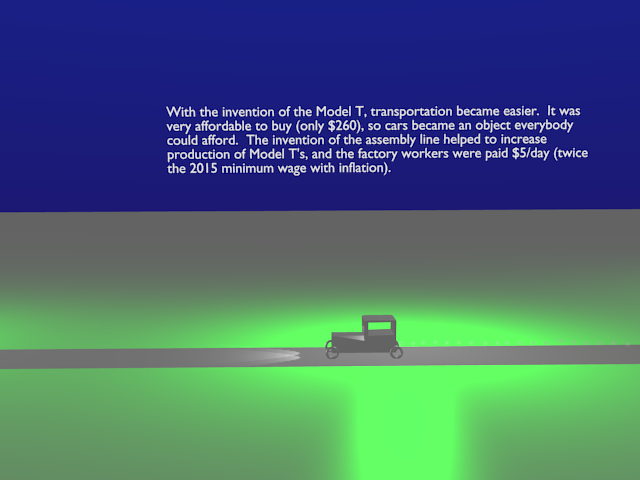 With the invention of the Model T, transportation became easier.  It was
very affordable to buy (only $260), so cars became an object everybody
could afford.  The invention of the assembly line helped to increase
production of Model T's, and the factory workers were paid $5/day (twice
the 2015 minimum wage with inflation).